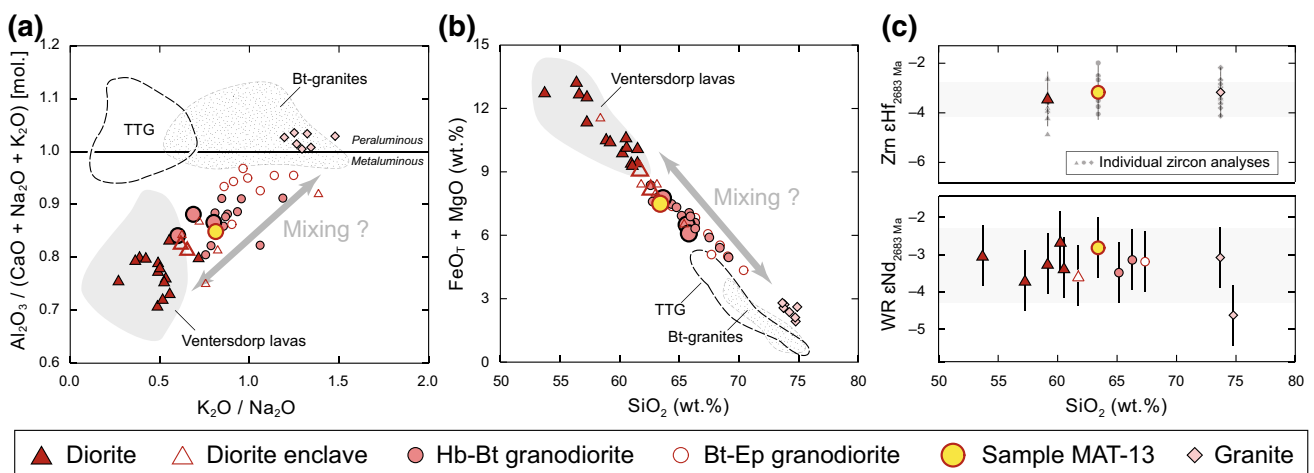 (a)
Al₂O₃ / (CaO + Na₂O + K₂O) [mol.]
1.2
1.1
1.0
0.9
0.8
0.7
0.6
TTG
Bt-granites
Peraluminous
Metaluminous
Mixing ?
Ventersdorp lavas
0.0 0.5 1.0 1.5 2.0
K₂O / Na₂O
(b)
FeO_T + MgO (wt.%)
15
12
9
6
3
0
Ventersdorp lavas
Mixing ?
TTG
Bt-granites
50 55 60 65 70 75 80
SiO₂ (wt.%)
(c)
Zrn εHf₂₆₈₃ Ma
−2
−4
−6
Individual zircon analyses
WR εNd₂₆₈₃ Ma
−2
−3
−4
−5
50 55 60 65 70 75 80
SiO₂ (wt.%)
Diorite Diorite enclave Hb-Bt granodiorite Bt-Ep granodiorite Sample MAT-13 Granite